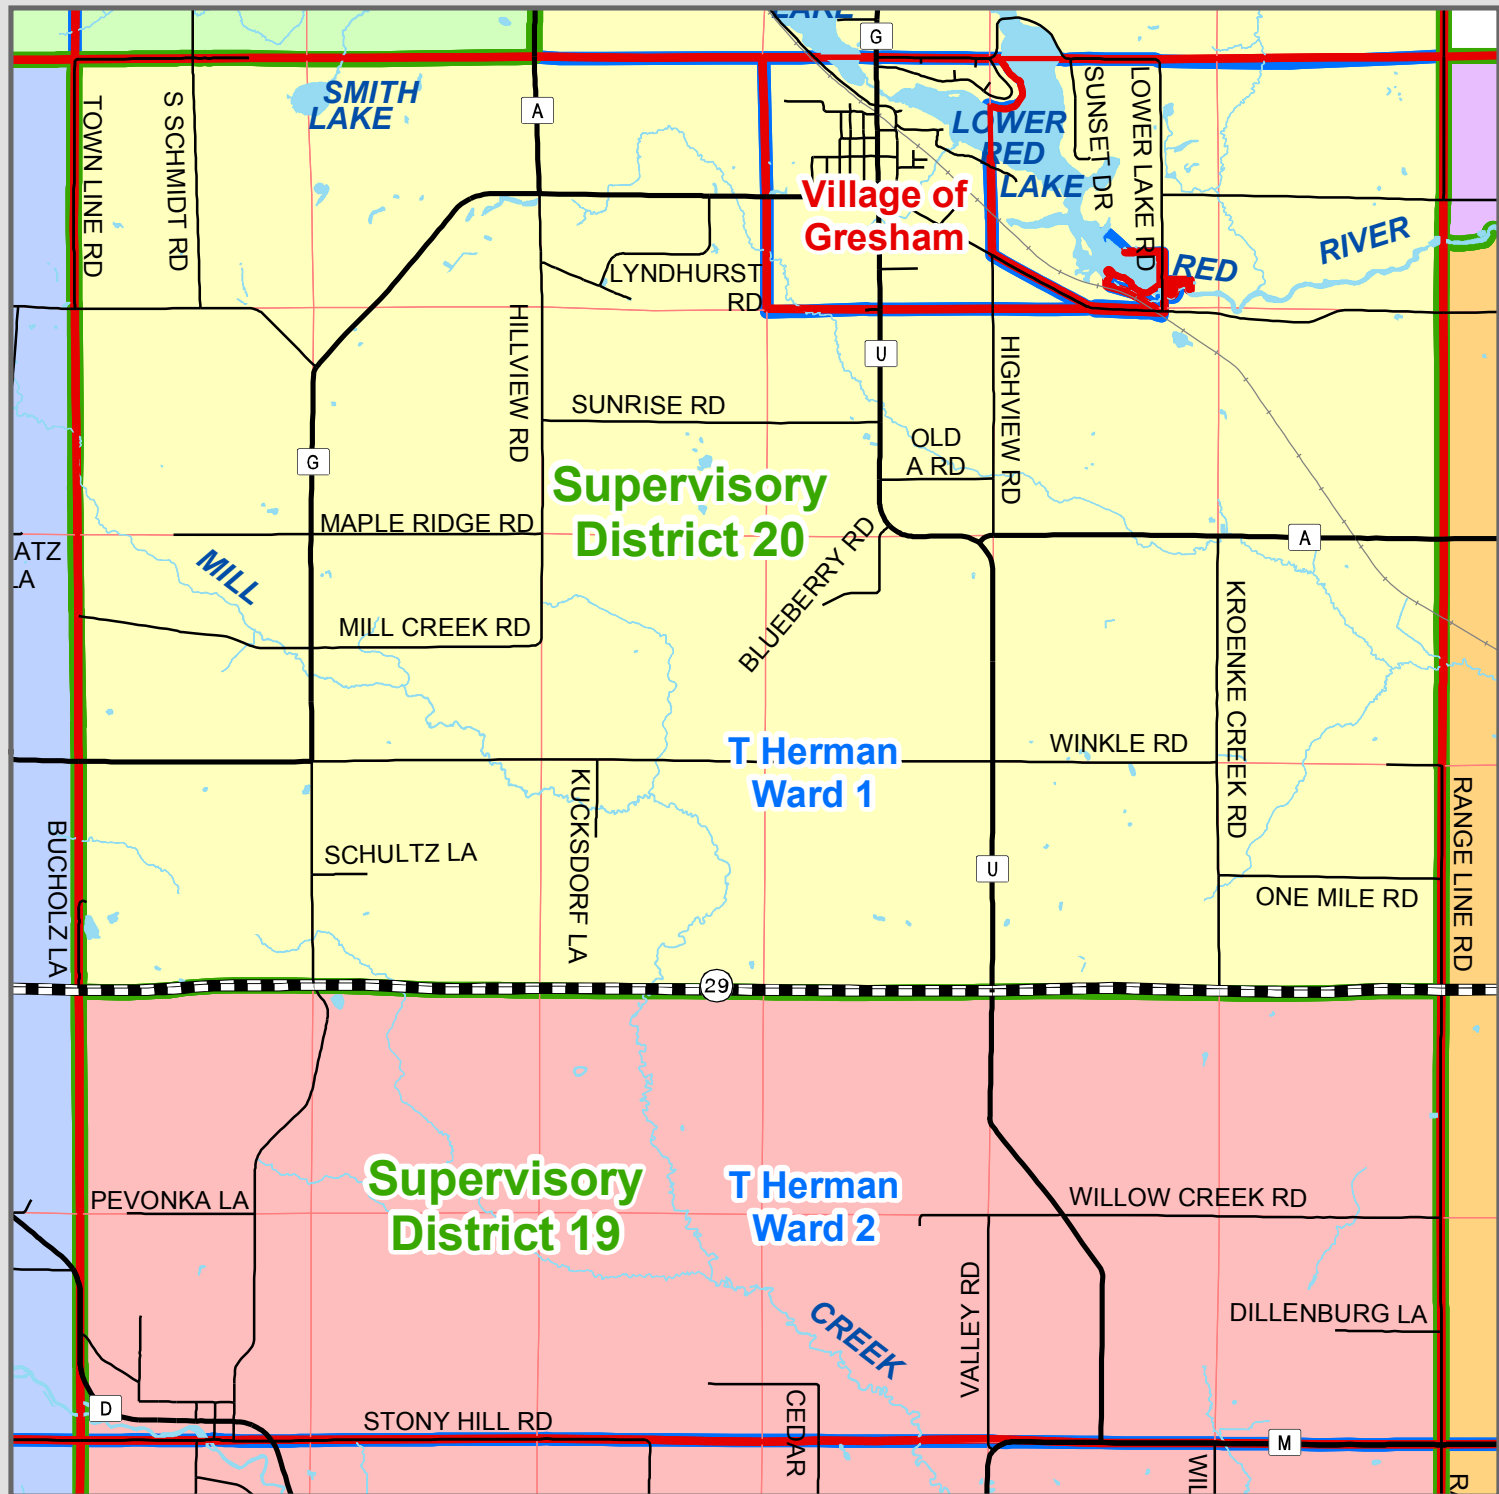 LAKE
G
SMITH
LAKE
A
TOWN LINE RD
S SCHMIDT RD
LOWER
RED
LAKE
SUNSET DR
LOWER LAKE RD
Village of
Gresham
RED
RIVER
LYNDHURST
RD
HILLVIEW RD
U
HIGHVIEW RD
SUNRISE RD
OLD
A RD
G
Supervisory
District 20
MAPLE RIDGE RD
A
ATZ
LA
MILL
BLUEBERRY RD
KROENKE CREEK RD
MILL CREEK RD
T Herman
Ward 1
WINKLE RD
KUCKSDORF LA
RANGE LINE RD
BUCHOLZ LA
SCHULTZ LA
U
ONE MILE RD
29
Supervisory
District 19
T Herman
Ward 2
PEVONKA LA
WILLOW CREEK RD
VALLEY RD
CREEK
DILLENBURG LA
D
STONY HILL RD
CEDAR
M
WIL